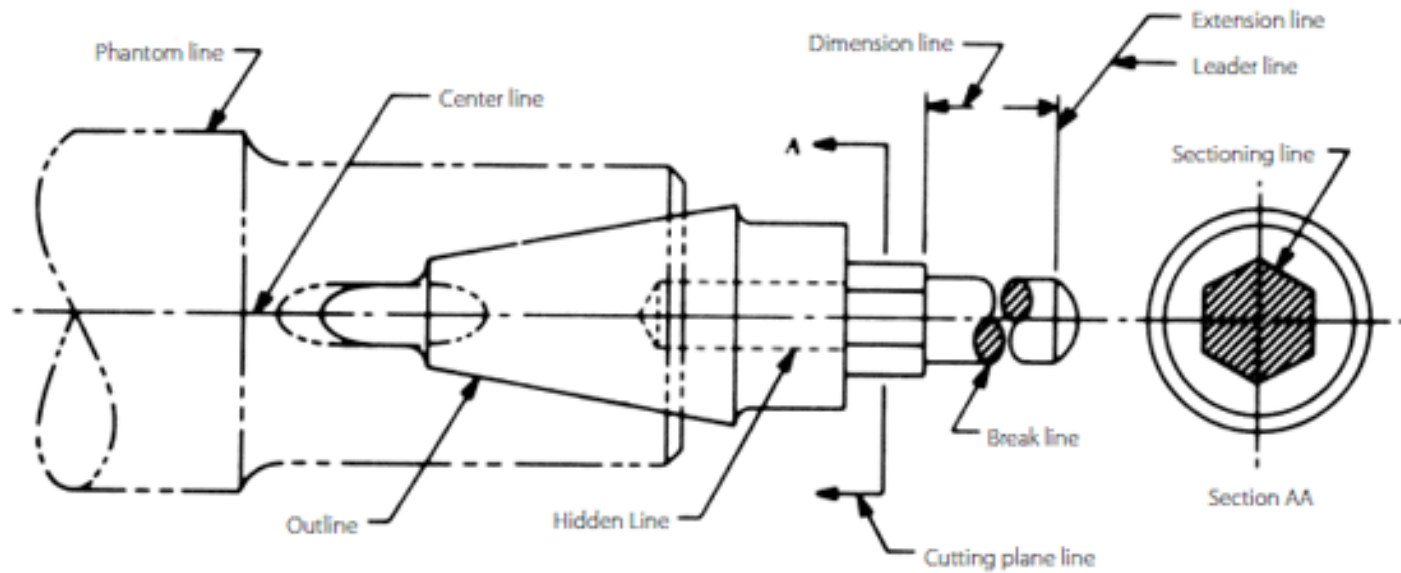 Phantom line
Center line
Dimension line
Extension line
Leader line
A
Sectioning line
Break line
Outline
Hidden Line
Section AA
Cutting plane line